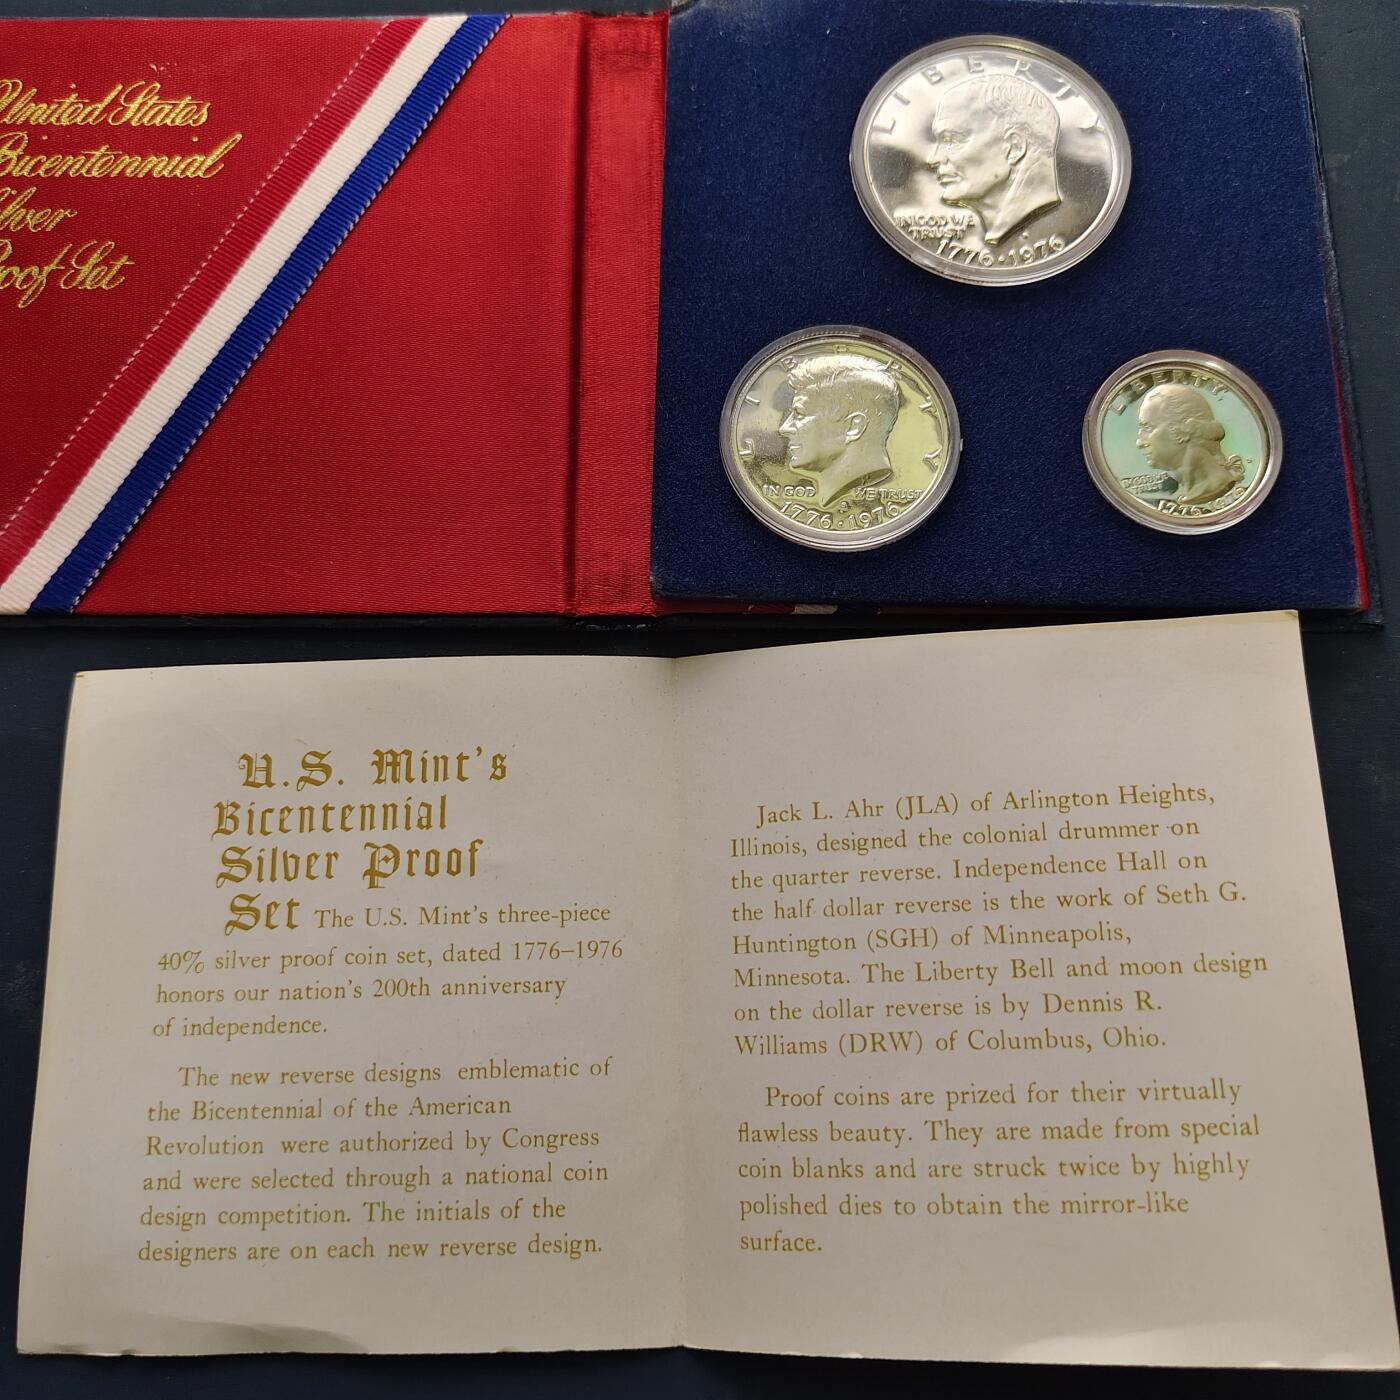 United States
Bicentennial
Silver
Proof Set
LIBERTY
IN GOD WE
TRUST
1776·1976
LIBERTY
IN GOD WE TRUST
1776·1976
LIBERTY
IN GOD WE
TRUST
1776-1976
U.S. Mint's
Bicentennial
Silver Proof
Set The U.S. Mint's three-piece
40% silver proof coin set, dated 1776–1976
honors our nation's 200th anniversary
of independence.
The new reverse designs emblematic of
the Bicentennial of the American
Revolution were authorized by Congress
and were selected through a national coin
design competition. The initials of the
designers are on each new reverse design.
Jack L. Ahr (JLA) of Arlington Heights,
Illinois, designed the colonial drummer on
the quarter reverse. Independence Hall on
the half dollar reverse is the work of Seth G.
Huntington (SGH) of Minneapolis,
Minnesota. The Liberty Bell and moon design
on the dollar reverse is by Dennis R.
Williams (DRW) of Columbus, Ohio.
Proof coins are prized for their virtually
flawless beauty. They are made from special
coin blanks and are struck twice by highly
polished dies to obtain the mirror-like
surface.